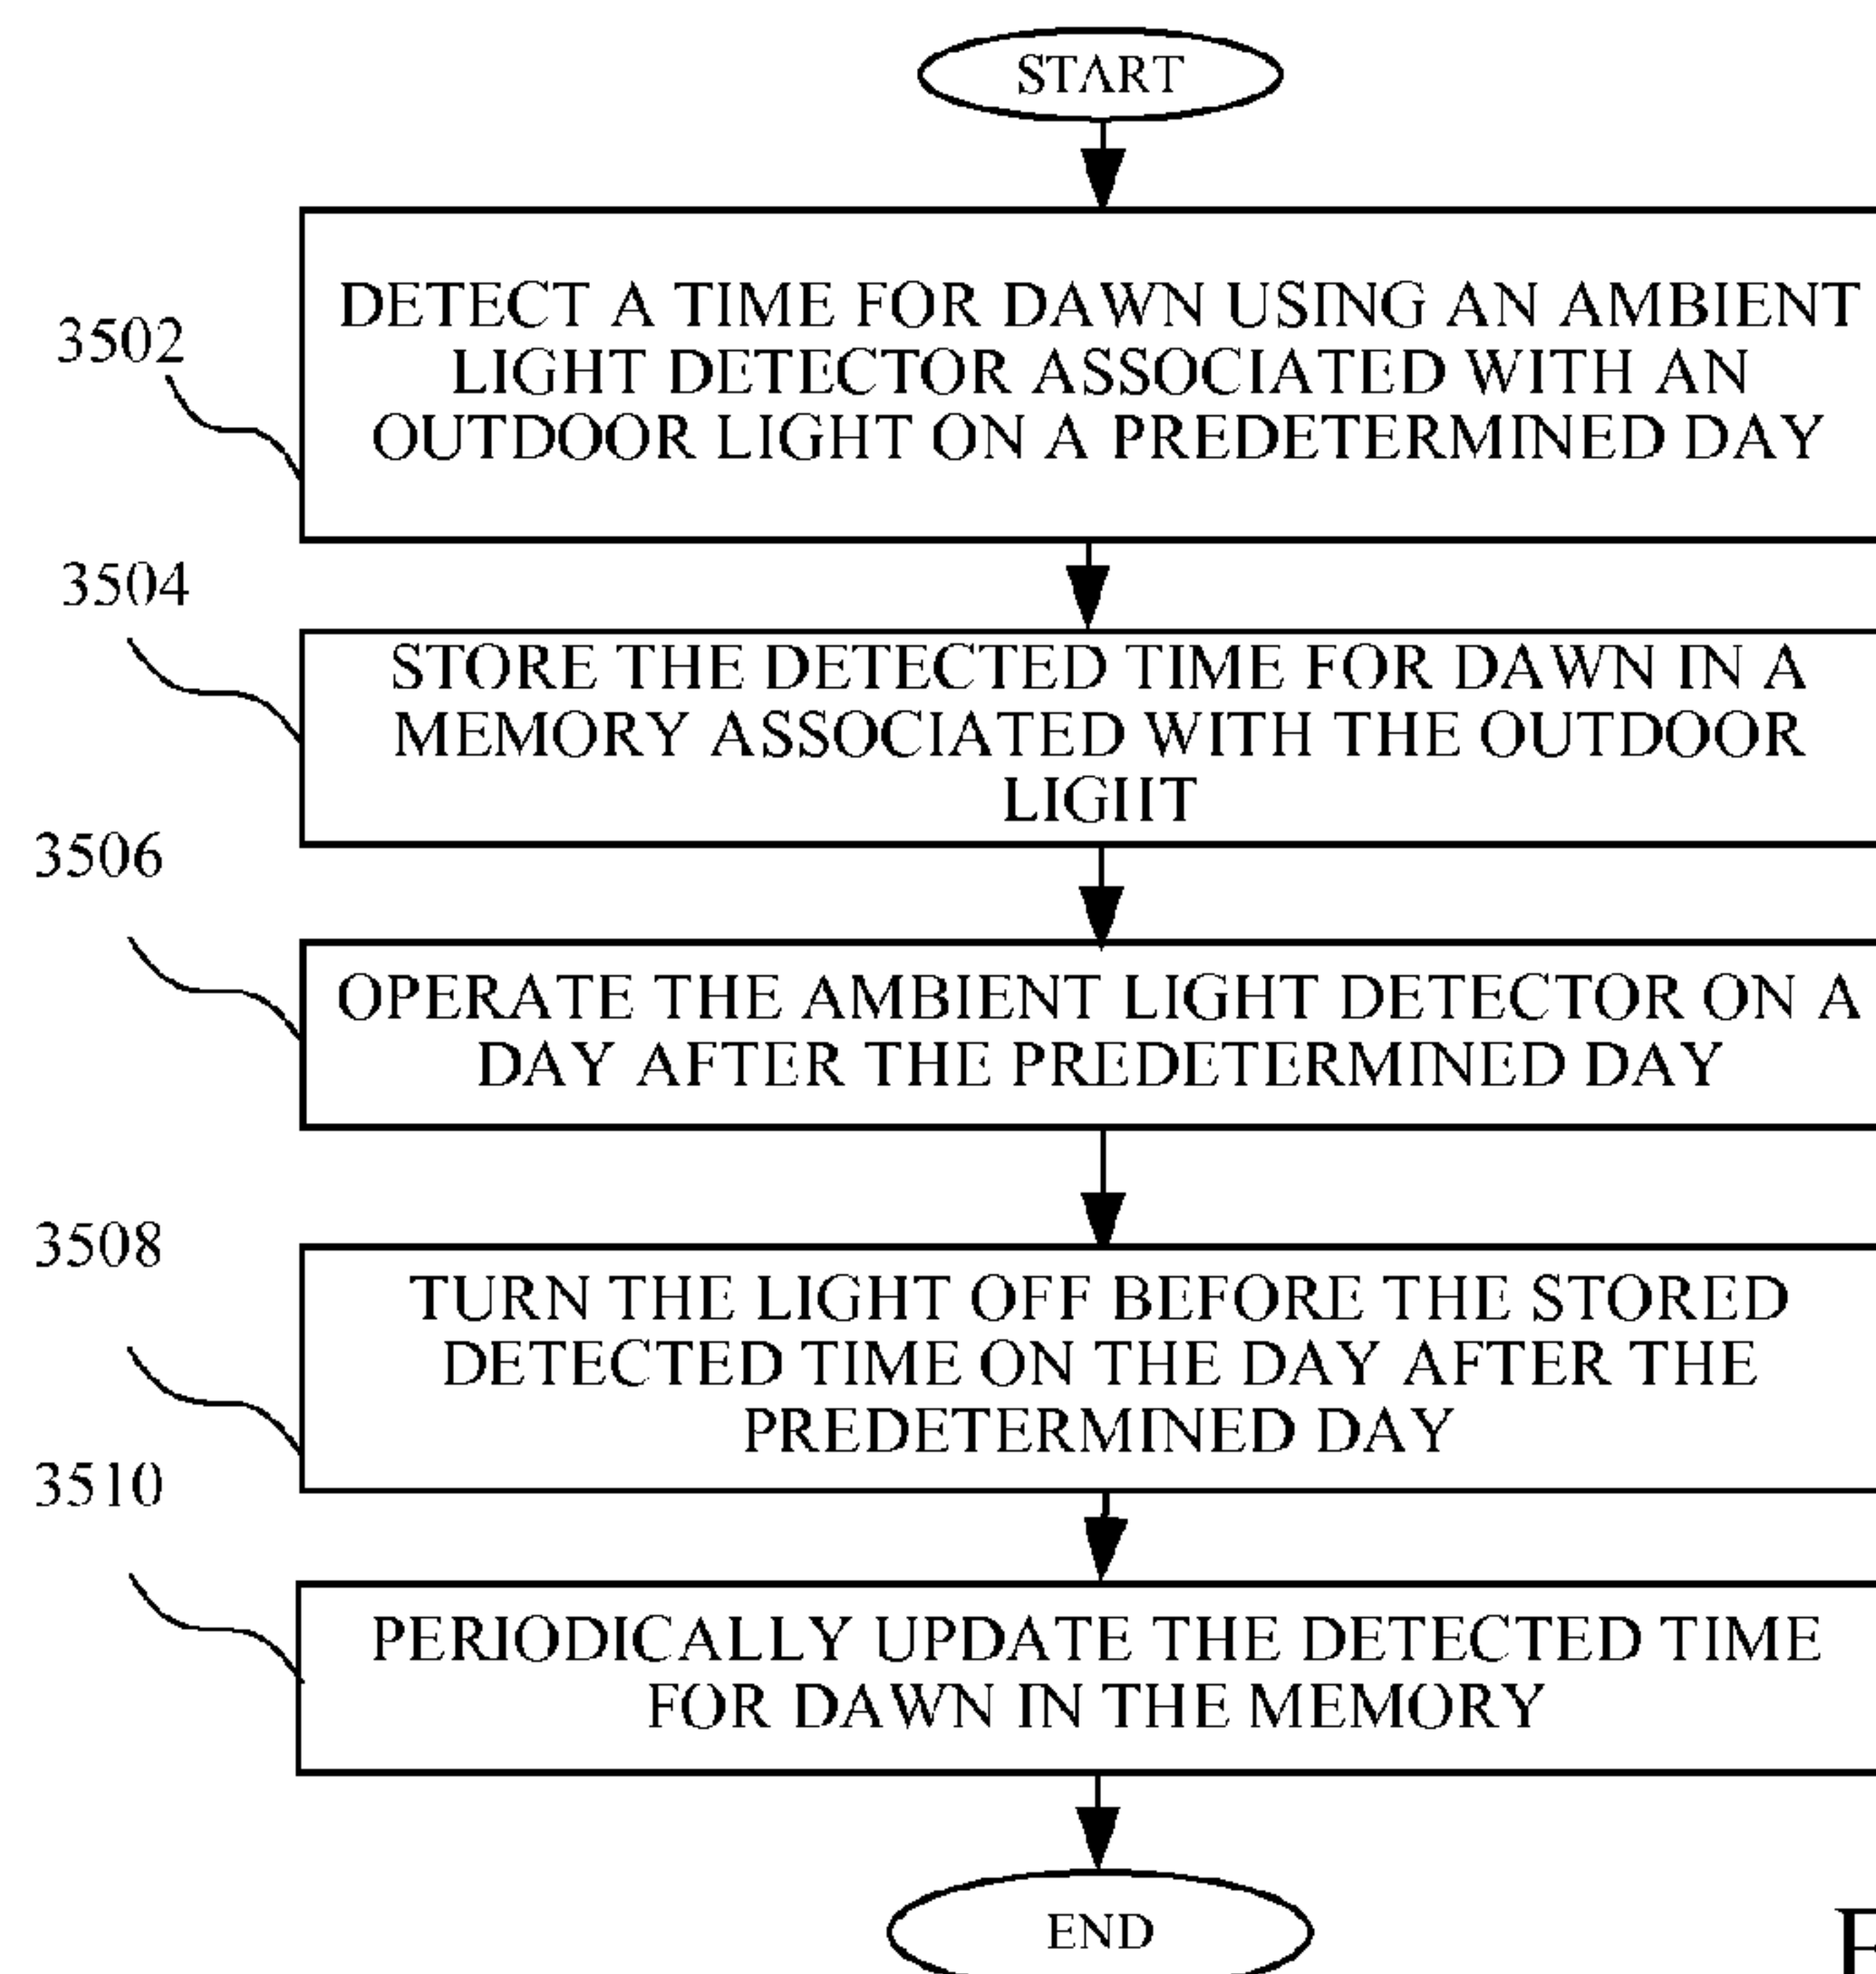 START
3502
DETECT A TIME FOR DAWN USING AN AMBIENT
LIGHT DETECTOR ASSOCIATED WITH AN
OUTDOOR LIGHT ON A PREDETERMINED DAY
3504
STORE THE DETECTED TIME FOR DAWN IN A
MEMORY ASSOCIATED WITH THE OUTDOOR
LIGHT
3506
OPERATE THE AMBIENT LIGHT DETECTOR ON A
DAY AFTER THE PREDETERMINED DAY
3508
TURN THE LIGHT OFF BEFORE THE STORED
DETECTED TIME ON THE DAY AFTER THE
PREDETERMINED DAY
3510
PERIODICALLY UPDATE THE DETECTED TIME
FOR DAWN IN THE MEMORY
END